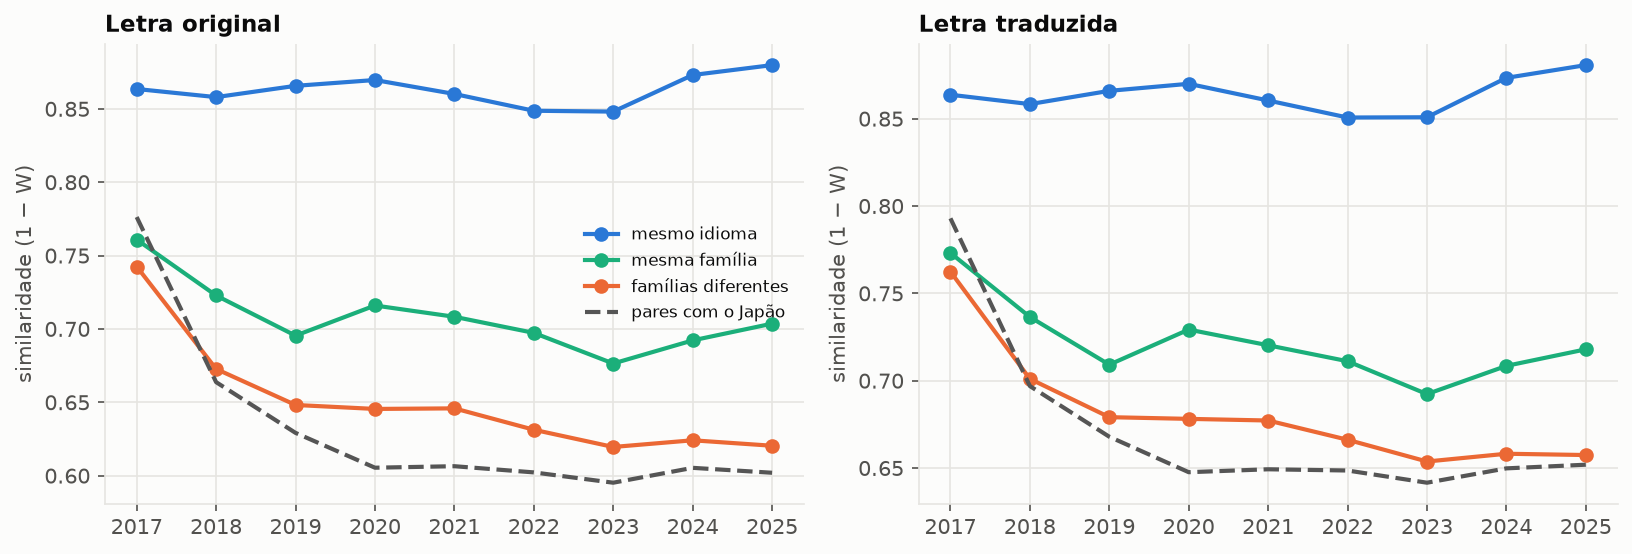 Letra original
similaridade (1 − W)
0.85
0.80
0.75
0.70
0.65
0.60
mesmo idioma
mesma família
famílias diferentes
pares com o Japão
2017 2018 2019 2020 2021 2022 2023 2024 2025
Letra traduzida
similaridade (1 − W)
0.85
0.80
0.75
0.70
0.65
2017 2018 2019 2020 2021 2022 2023 2024 2025